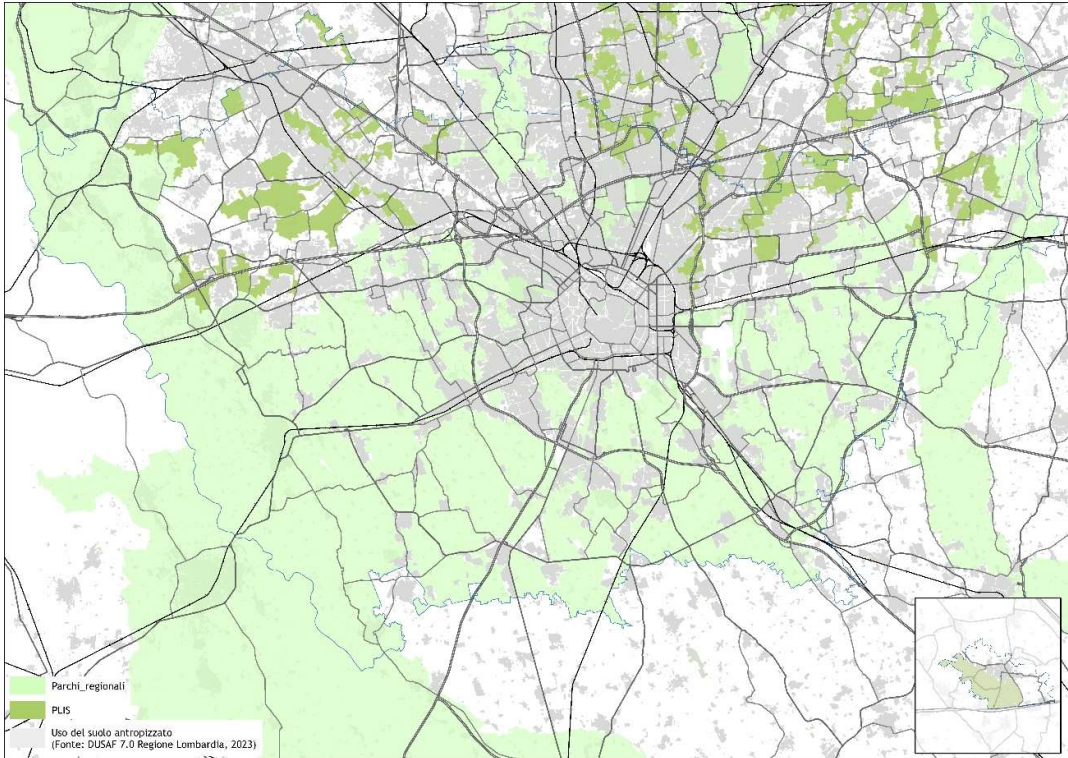 Parchi_regionali
PLIS
Uso del suolo antropizzato
(Fonte: DUSAF 7.0 Regione Lombardia, 2023)